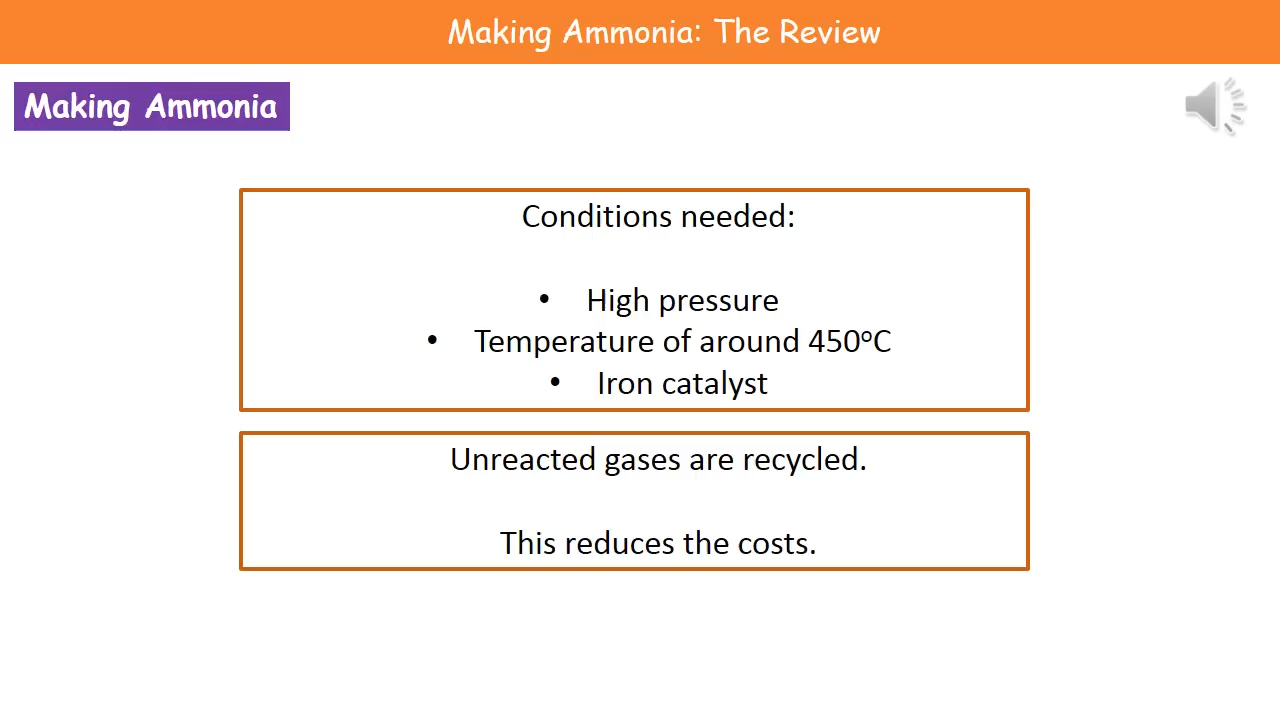 Making Ammonia: The Review
Making Ammonia
Conditions needed:
• High pressure
• Temperature of around 450ºC
• Iron catalyst
Unreacted gases are recycled.
This reduces the costs.